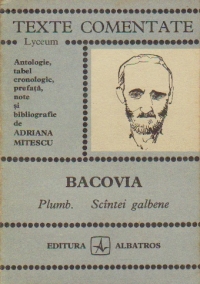 TEXTE COMENTATE
Lyceum
Antologie,
tabel
cronologic,
prefață,
note
și
bibliografie
de
ADRIANA
MITESCU
BACOVIA
Plumb. Scîntei galbene
EDITURA ALBATROS